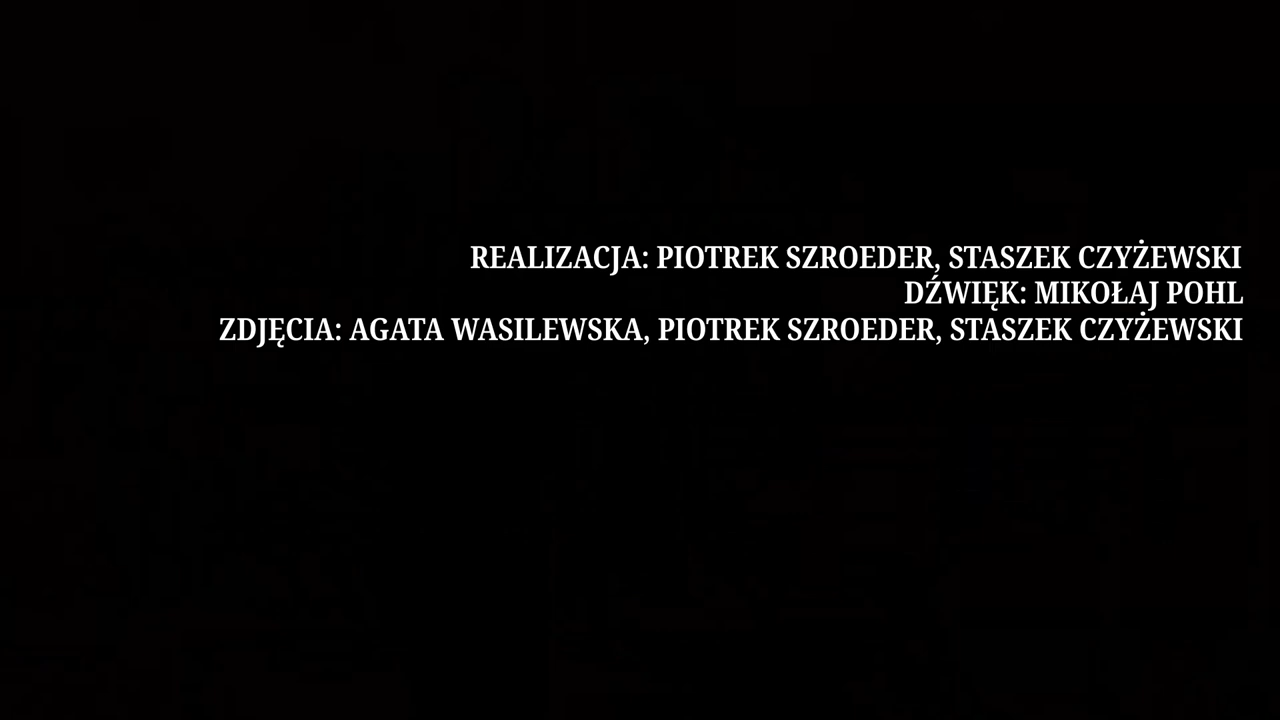 REALIZACJA: PIOTREK SZROEDER, STASZEK CZYŻEWSKI
DŹWIĘK: MIKOŁAJ POHL
ZDJĘCIA: AGATA WASILEWSKA, PIOTREK SZROEDER, STASZEK CZYŻEWSKI